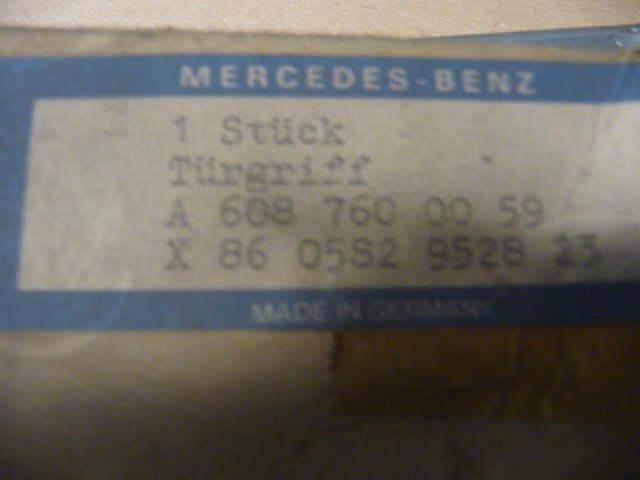 MERCEDES-BENZ
1 Stück
Türgriff
A 608 760 00 59
X 86 0582 9528 23
MADE IN GERMANY